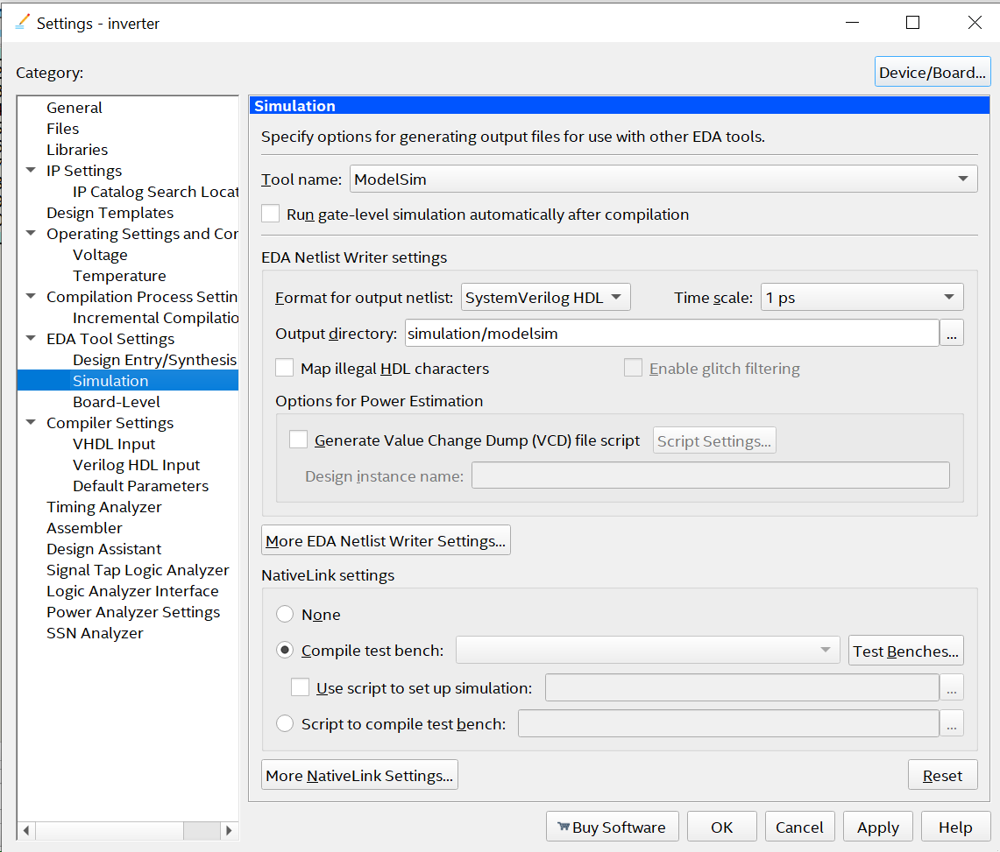 Settings - inverter
Category:
Device/Board...
General
Files
Libraries
IP Settings
IP Catalog Search Locat
Design Templates
Operating Settings and Cor
Voltage
Temperature
Compilation Process Settin
Incremental Compilatio
EDA Tool Settings
Design Entry/Synthesis
Simulation
Board-Level
Compiler Settings
VHDL Input
Verilog HDL Input
Default Parameters
Timing Analyzer
Assembler
Design Assistant
Signal Tap Logic Analyzer
Logic Analyzer Interface
Power Analyzer Settings
SSN Analyzer
Simulation
Specify options for generating output files for use with other EDA tools.
Tool name: ModelSim
Run gate-level simulation automatically after compilation
EDA Netlist Writer settings
Format for output netlist: SystemVerilog HDL Time scale: 1 ps
Output directory: simulation/modelsim ...
Map illegal HDL characters Enable glitch filtering
Options for Power Estimation
Generate Value Change Dump (VCD) file script Script Settings...
Design instance name:
More EDA Netlist Writer Settings...
NativeLink settings
None
Compile test bench: Test Benches...
Use script to set up simulation: ...
Script to compile test bench: ...
More NativeLink Settings... Reset
Buy Software OK Cancel Apply Help